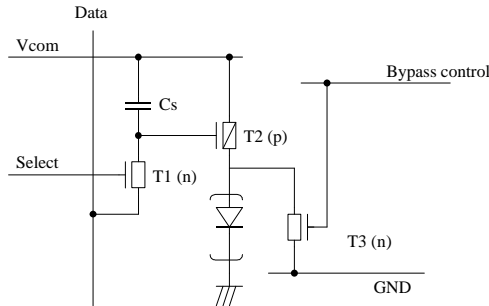 Data
Vcom
Bypass control
Cs
T2 (p)
Select
T1 (n)
T3 (n)
GND